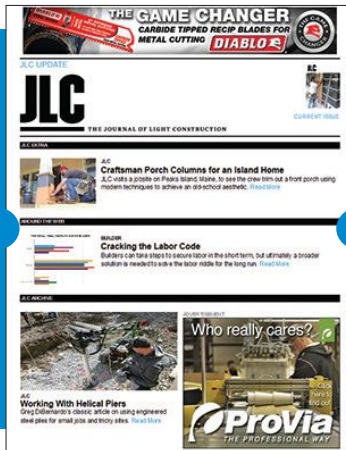 THE GAME CHANGER
CARBIDE TIPPED RECIP BLADES FOR
METAL CUTTING DIABLO
JLC UPDATE
JLC
JLC
THE JOURNAL OF LIGHT CONSTRUCTION
CURRENT ISSUE
JLC EXTRA
JLC
Craftsman Porch Columns for an Island Home
JLC visits a jobsite on Peaks Island, Maine, to see the crew trim out a front porch using
modern techniques to achieve an old-school aesthetic. Read More
AROUND THE WEB
BUILDER
Cracking the Labor Code
Builders can take steps to secure labor in the short term, but ultimately a broader
solution is needed to solve the labor riddle for the long run. Read More
JLC ARCHIVE
ADVERTISEMENT
Who really cares?
Click
here to
find out
JLC
Working With Helical Piers
Greg DiBernardo's classic article on using engineered
steel piles for small jobs and tricky sites. Read More
ProVia
THE PROFESSIONAL WAY